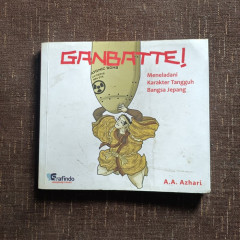 GANBATTE!
Meneladani
Karakter Tangguh
Bangsa Jepang
Grafindo
A.A. Azhari